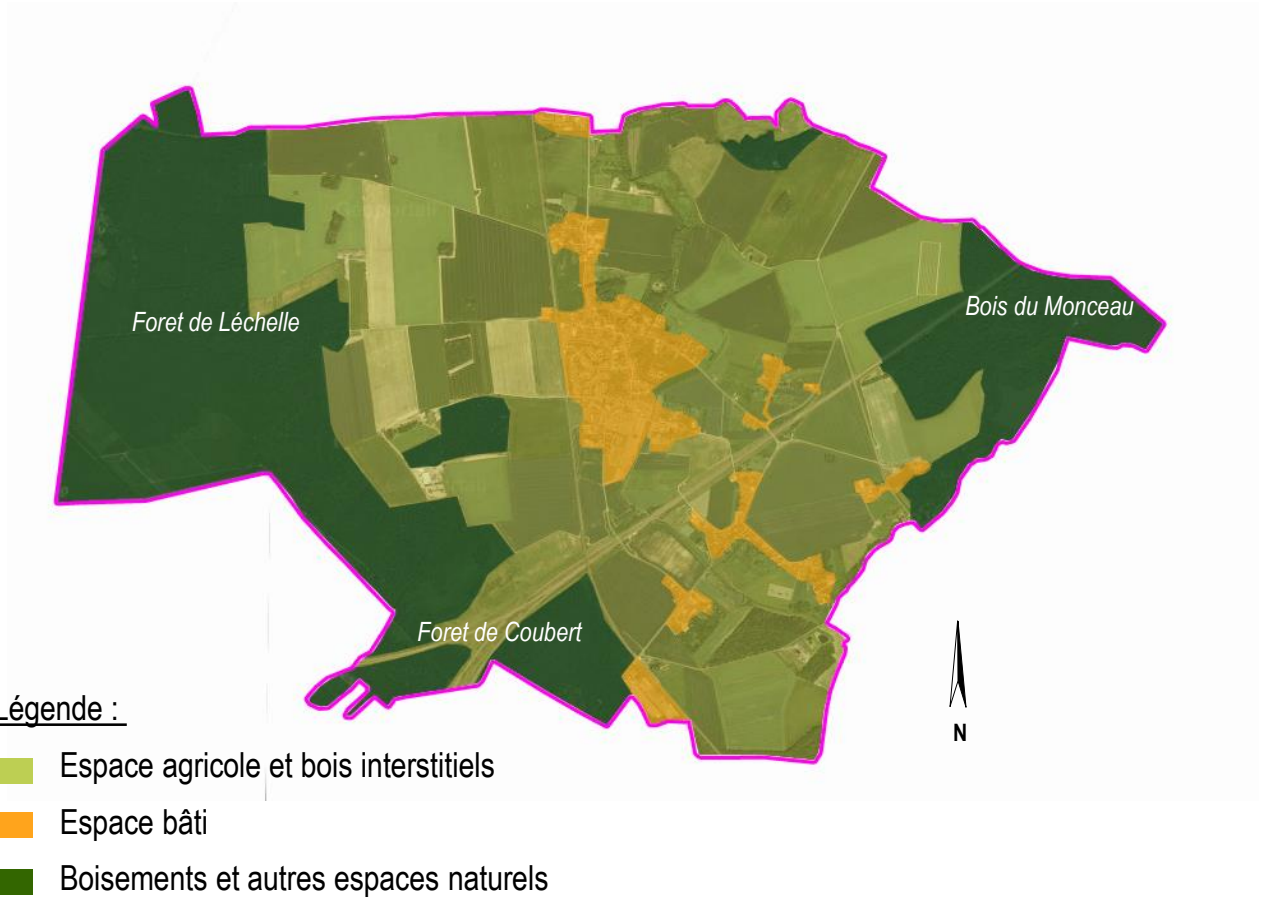 Foret de Léchelle
Bois du Monceau
Foret de Coubert
N
Légende :
Espace agricole et bois interstitiels
Espace bâti
Boisements et autres espaces naturels